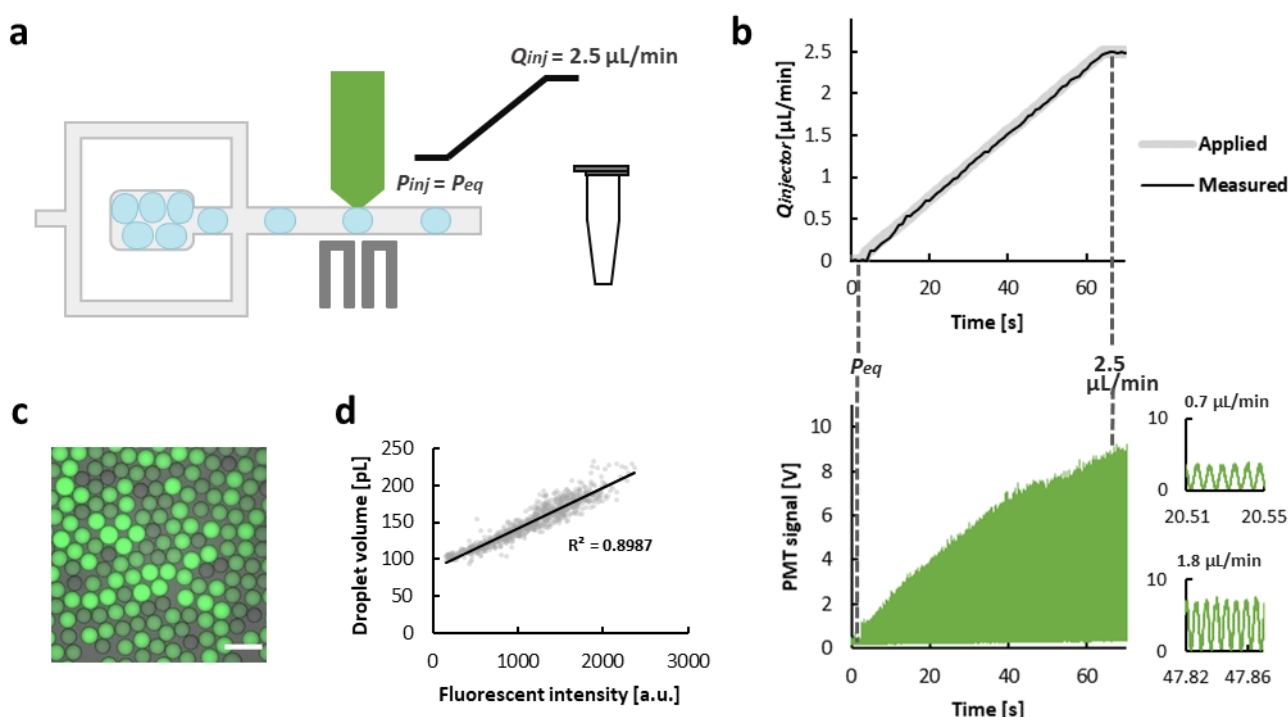 a
Qinj = 2.5 µL/min
Pinj = Peq
b
Qinjector [µL/min]
2.5
2.0
1.5
1.0
0.5
0
0 20 40 60
Time [s]
Applied
Measured
Peq
2.5
µL/min
PMT signal [V]
10
8
6
4
2
0
0 20 40 60
Time [s]
0.7 µL/min
10
0
20.51 20.55
1.8 µL/min
10
0
47.82 47.86
c
d
Droplet volume [pL]
250
200
150
100
50
0
R² = 0.8987
0 1000 2000 3000
Fluorescent intensity [a.u.]